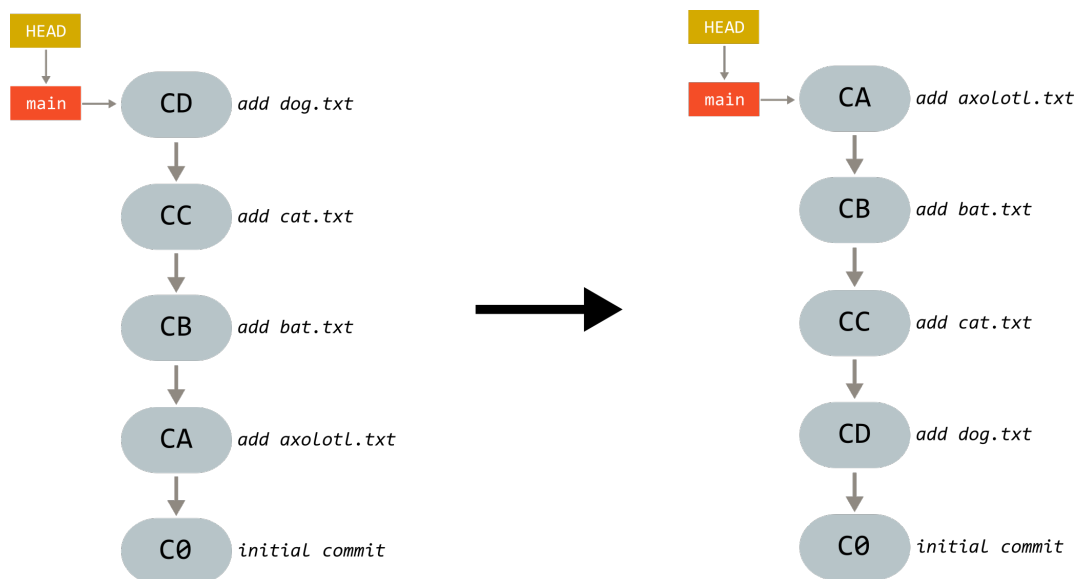 HEAD
main
CD add dog.txt
CC add cat.txt
CB add bat.txt
CA add axolotl.txt
C0 initial commit
HEAD
main
CA add axolotl.txt
CB add bat.txt
CC add cat.txt
CD add dog.txt
C0 initial commit